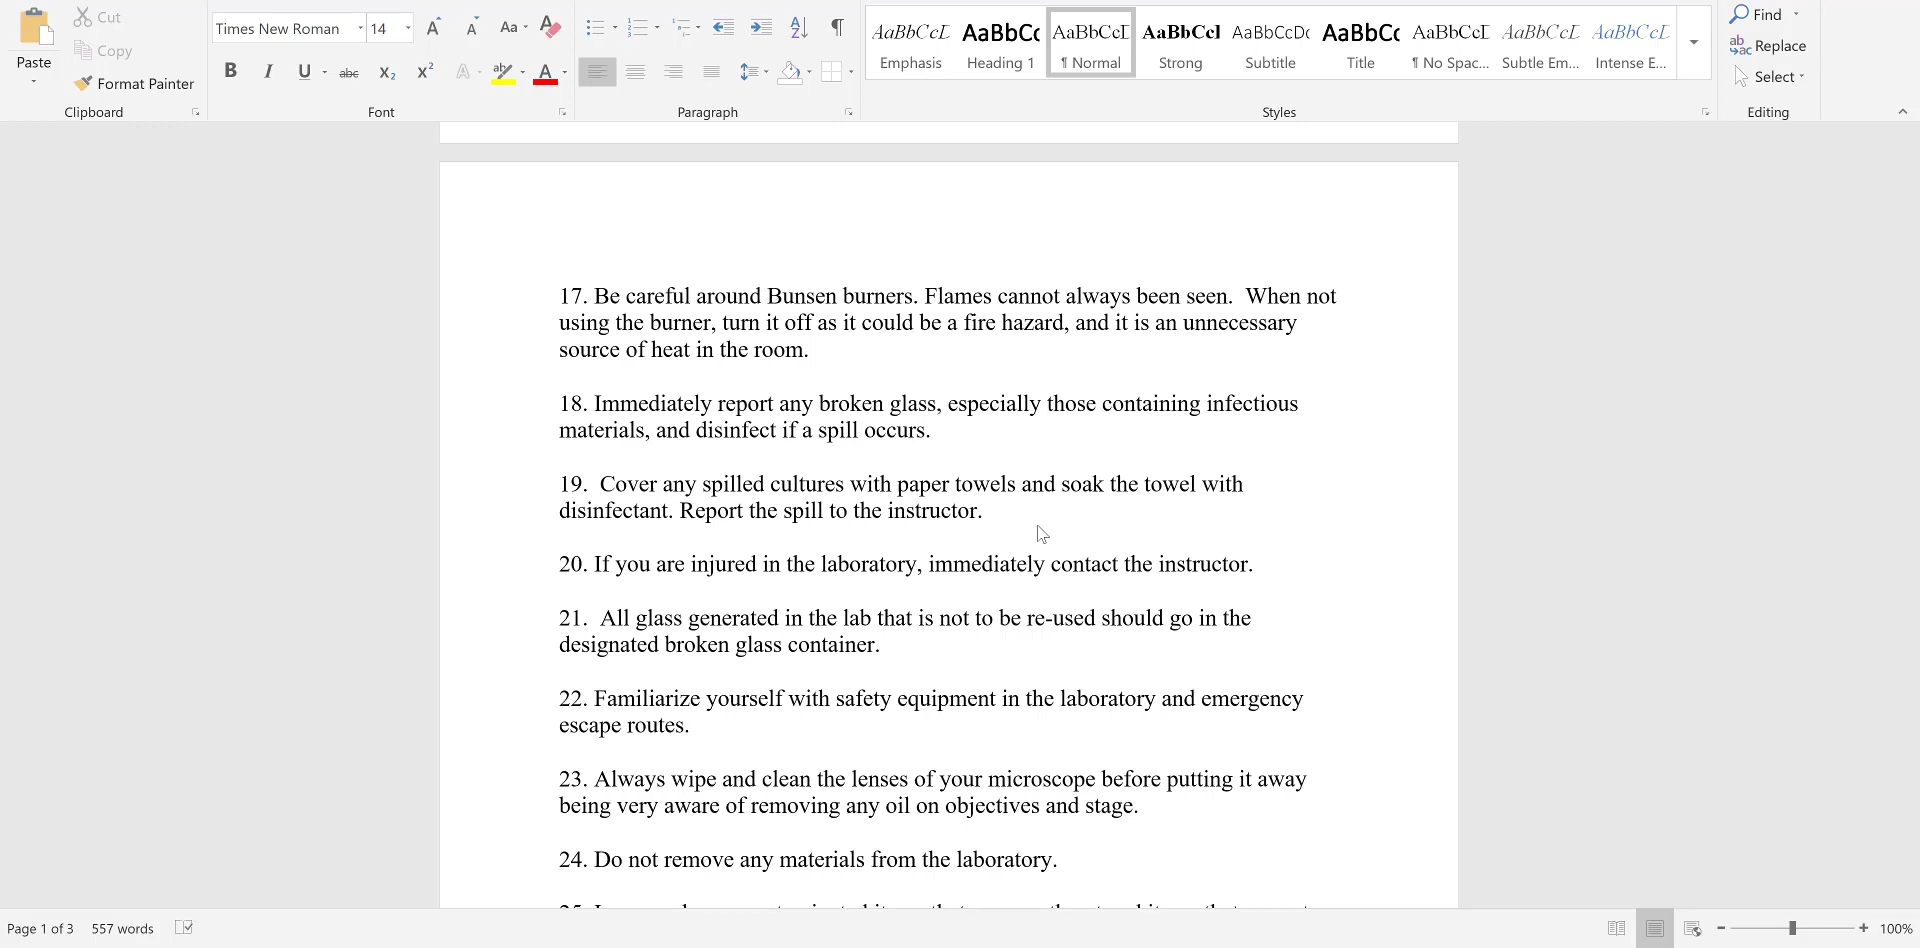 Paste
Cut
Copy
Format Painter
Clipboard
Times New Roman 14
Aa
B I U abc X₂ X² A ab A
Font
A Z
Paragraph
AaBbCcL AaBbCc AaBbCcD AaBbCcI AaBbCcDc AaBbCc AaBbCcD AaBbCcL AaBbCcL
Emphasis Heading 1 ¶ Normal Strong Subtitle Title ¶ No Spac... Subtle Em... Intense E...
Styles
Find
Replace
Select
Editing
17. Be careful around Bunsen burners. Flames cannot always been seen.  When not
using the burner, turn it off as it could be a fire hazard, and it is an unnecessary
source of heat in the room.
18. Immediately report any broken glass, especially those containing infectious
materials, and disinfect if a spill occurs.
19.  Cover any spilled cultures with paper towels and soak the towel with
disinfectant. Report the spill to the instructor.
20. If you are injured in the laboratory, immediately contact the instructor.
21.  All glass generated in the lab that is not to be re-used should go in the
designated broken glass container.
22. Familiarize yourself with safety equipment in the laboratory and emergency
escape routes.
23. Always wipe and clean the lenses of your microscope before putting it away
being very aware of removing any oil on objectives and stage.
24. Do not remove any materials from the laboratory.
Page 1 of 3 557 words
100%